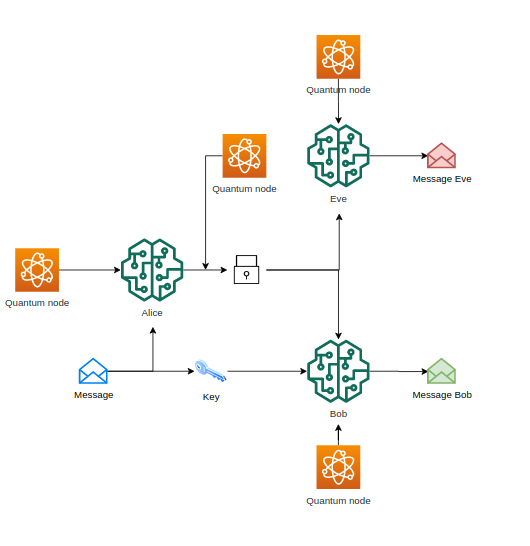 Quantum node
Quantum node
Eve
Message Eve
Quantum node
Alice
Message
Key
Bob
Message Bob
Quantum node